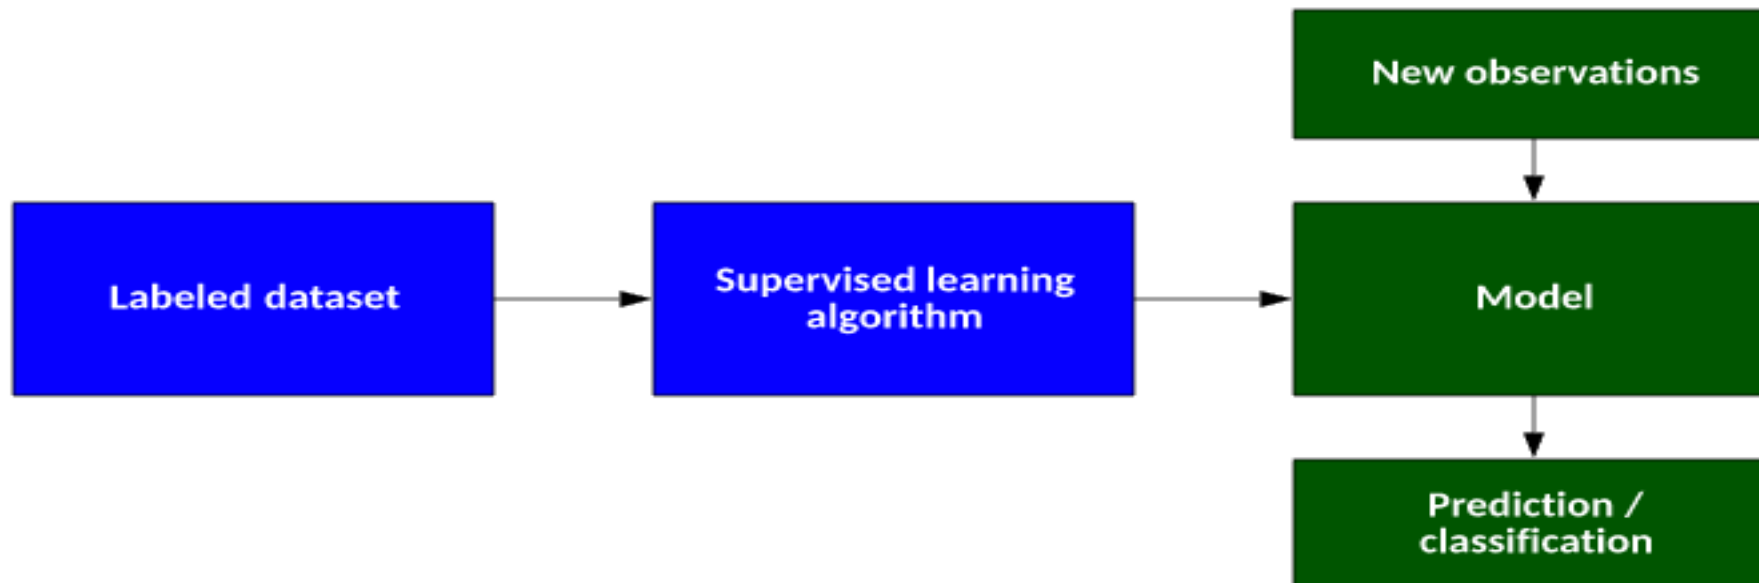 New observations
Labeled dataset
Supervised learning
algorithm
Model
Prediction /
classification